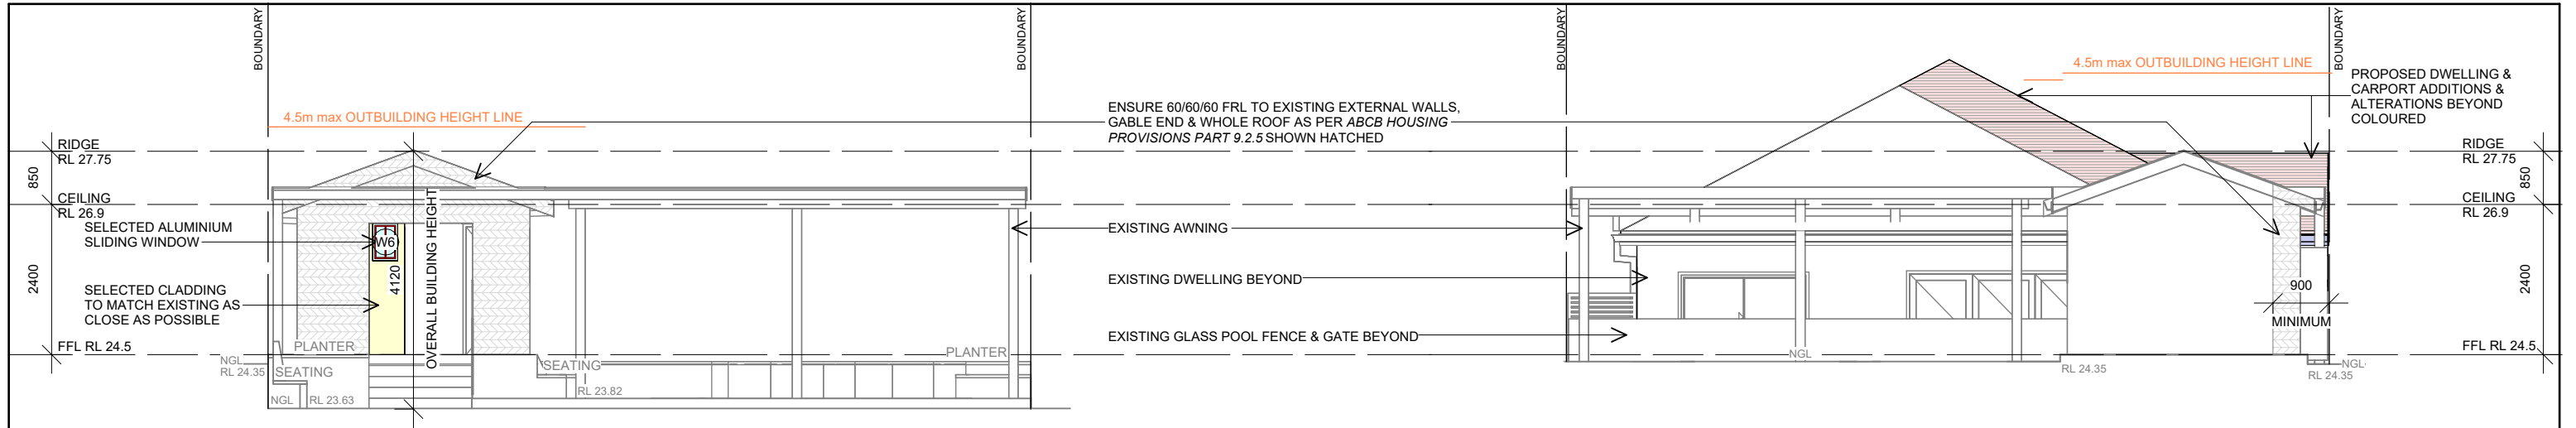 BOUNDARY
BOUNDARY
BOUNDARY
BOUNDARY
4.5m max OUTBUILDING HEIGHT LINE
RIDGE
RL 27.75
850
CEILING
RL 26.9
SELECTED ALUMINIUM
SLIDING WINDOW
W6
2400
4120
OVERALL BUILDING HEIGHT
SELECTED CLADDING
TO MATCH EXISTING AS
CLOSE AS POSSIBLE
FFL RL 24.5
PLANTER
NGL
RL 24.35
SEATING
NGL
RL 23.63
SEATING
RL 23.82
PLANTER
ENSURE 60/60/60 FRL TO EXISTING EXTERNAL WALLS,
GABLE END & WHOLE ROOF AS PER ABCB HOUSING
PROVISIONS PART 9.2.5 SHOWN HATCHED
EXISTING AWNING
EXISTING DWELLING BEYOND
EXISTING GLASS POOL FENCE & GATE BEYOND
4.5m max OUTBUILDING HEIGHT LINE
PROPOSED DWELLING &
CARPORT ADDITIONS &
ALTERATIONS BEYOND
COLOURED
RIDGE
RL 27.75
850
CEILING
RL 26.9
900
MINIMUM
2400
FFL RL 24.5
NGL
RL 24.35
NGL
RL 24.35